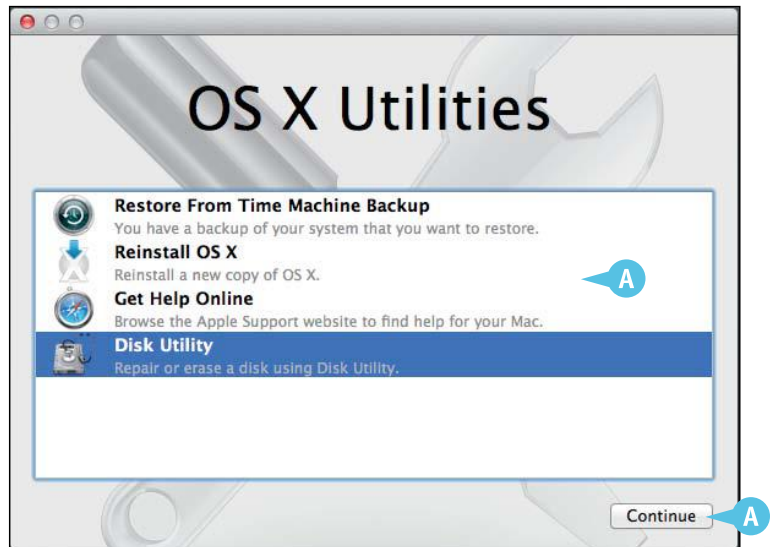 OS X Utilities
Restore From Time Machine Backup
You have a backup of your system that you want to restore.
Reinstall OS X
Reinstall a new copy of OS X.
A
Get Help Online
Browse the Apple Support website to find help for your Mac.
Disk Utility
Repair or erase a disk using Disk Utility.
Continue
A